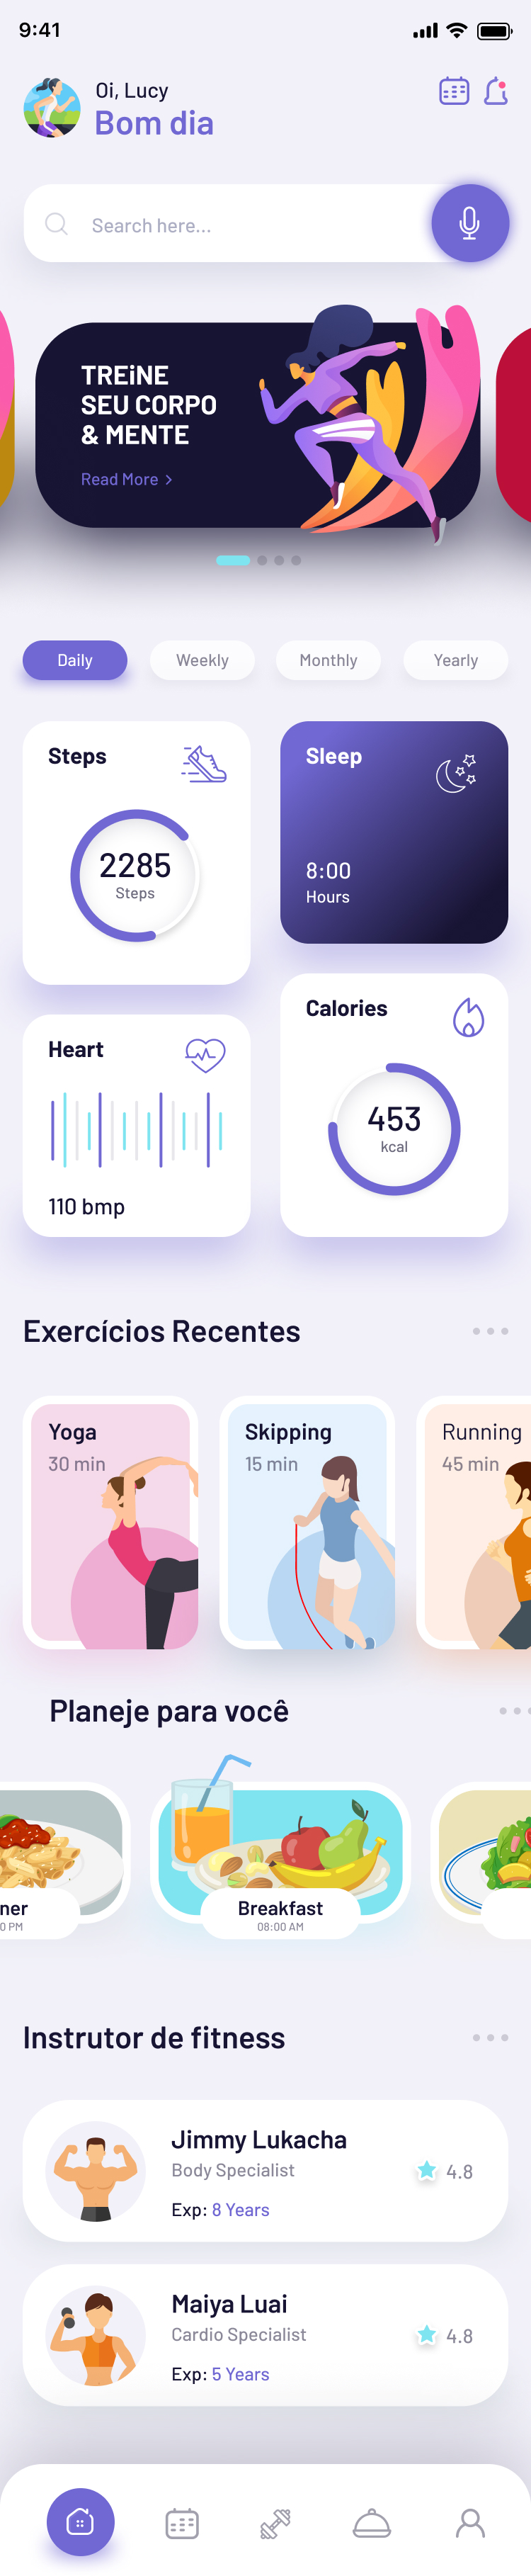 9:41
Oi, Lucy
Bom dia
Search here...
TREiNE
SEU CORPO
& MENTE
Read More >
Daily Weekly Monthly Yearly
Steps
2285
Steps
Sleep
8:00
Hours
Heart
110 bmp
Calories
453
kcal
Exercícios Recentes
Yoga
30 min
Skipping
15 min
Running
45 min
Planeje para você
ner
0 PM
Breakfast
08:00 AM
Instrutor de fitness
Jimmy Lukacha
Body Specialist
4.8
Exp: 8 Years
Maiya Luai
Cardio Specialist
4.8
Exp: 5 Years